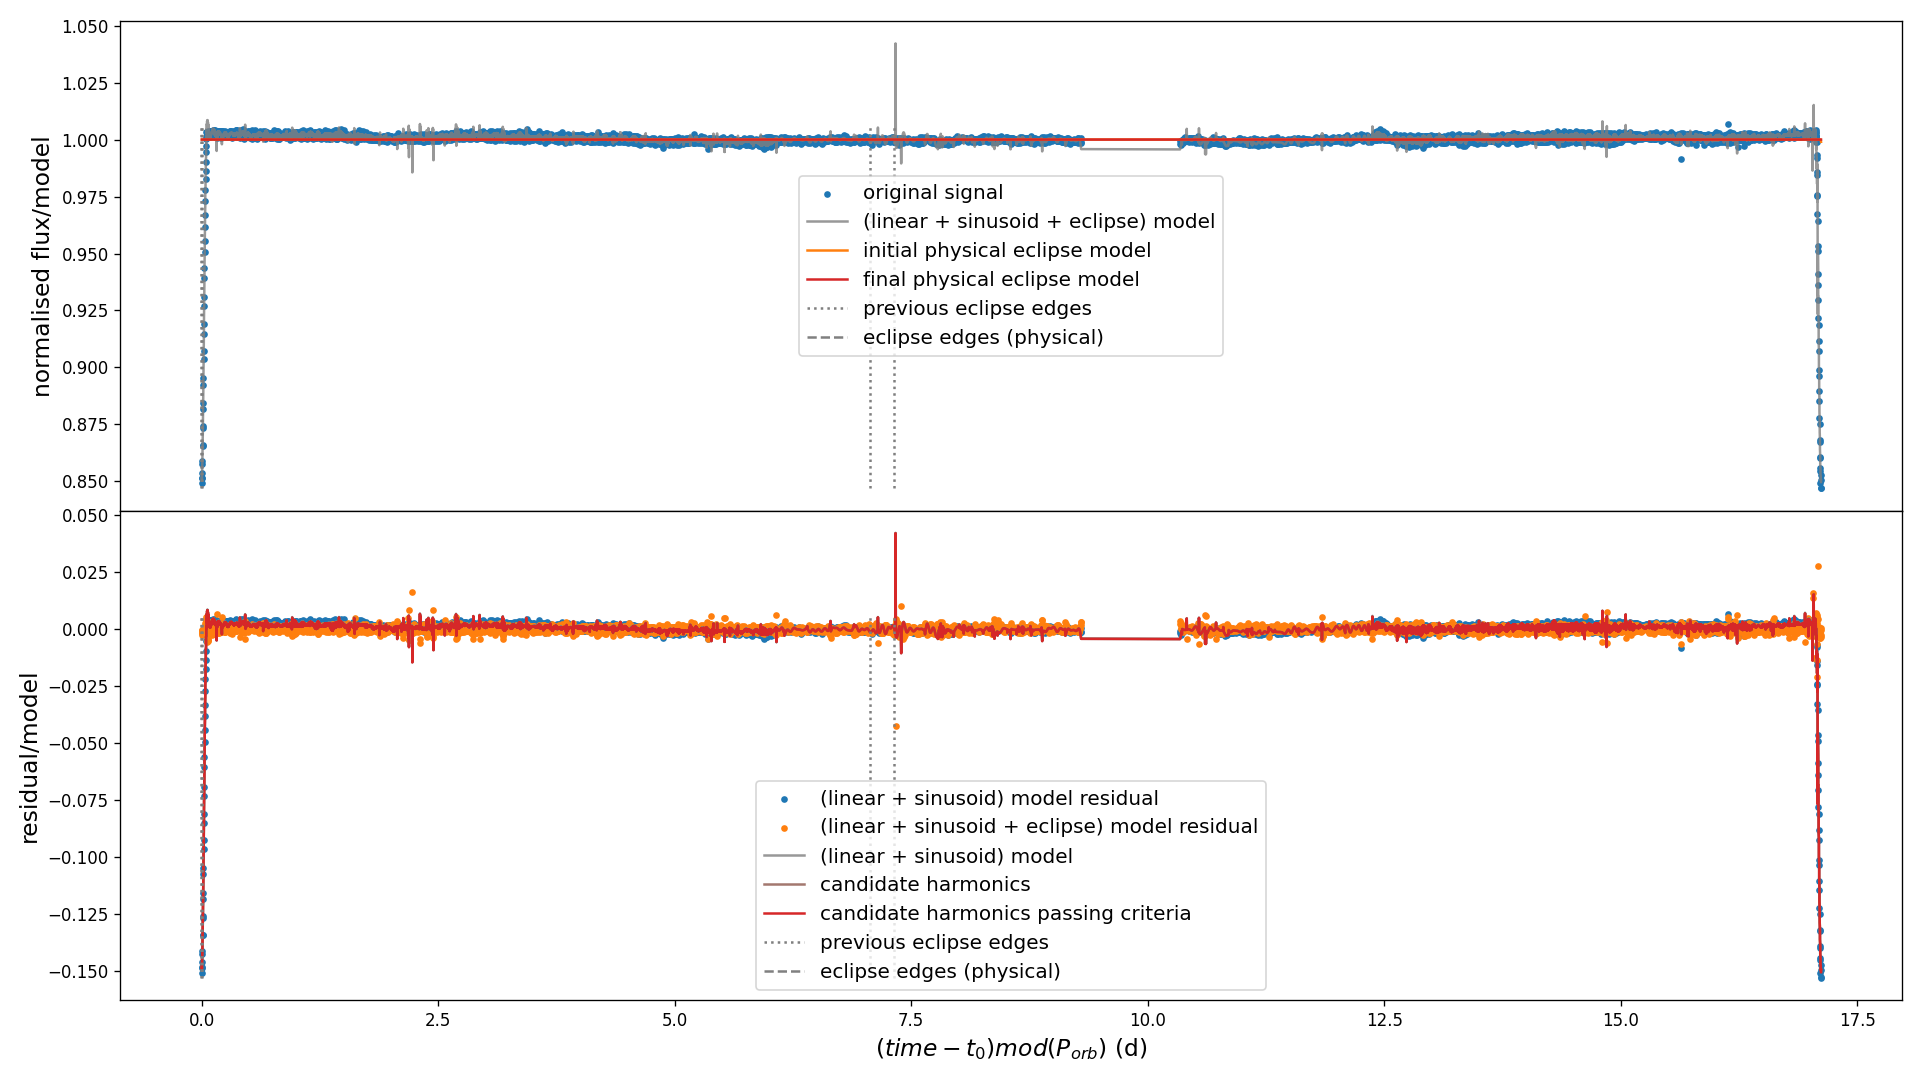 normalised flux/model
1.050
1.025
1.000
0.975
0.950
0.925
0.900
0.875
0.850
original signal
(linear + sinusoid + eclipse) model
initial physical eclipse model
final physical eclipse model
previous eclipse edges
eclipse edges (physical)
residual/model
0.050
0.025
0.000
−0.025
−0.050
−0.075
−0.100
−0.125
−0.150
(linear + sinusoid) model residual
(linear + sinusoid + eclipse) model residual
(linear + sinusoid) model
candidate harmonics
candidate harmonics passing criteria
previous eclipse edges
eclipse edges (physical)
0.0 2.5 5.0 7.5 10.0 12.5 15.0 17.5
(time − t₀)mod(Pₒᵣb) (d)